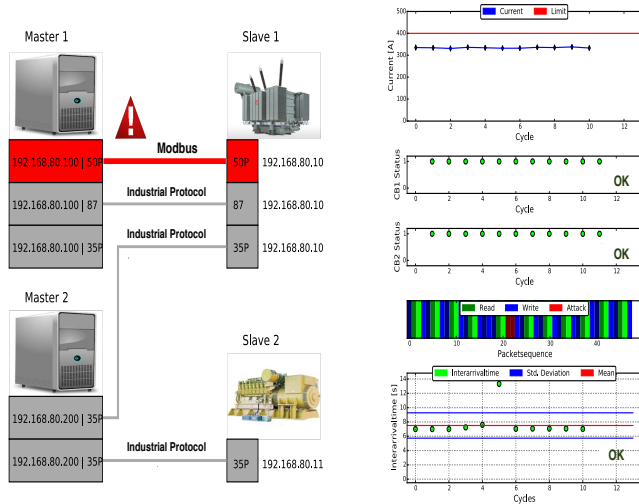 Master 1
Slave 1
Modbus
192.168.80.100 | 50P
50P
192.168.80.10
Industrial Protocol
192.168.80.100 | 87
87
192.168.80.10
Industrial Protocol
192.168.80.100 | 35P
35P
192.168.80.10
Master 2
Slave 2
192.168.80.200 | 35P
Industrial Protocol
192.168.80.200 | 35P
35P
192.168.80.11
Current Limit
500
400
300
200
100
0
Current [A]
0 2 4 6 8 10 12
Cycle
CB1 Status
1
0
OK
0 2 4 6 8 10 12
Cycle
CB2 Status
1
0
OK
0 2 4 6 8 10 12
Cycle
Read Write Attack
0 10 20 30 40
Packetsequence
Interarrivaltime Std. Deviation Mean
14
12
10
8
6
4
2
0
Interarrivaltime [s]
OK
0 2 4 6 8 10 12
Cycles